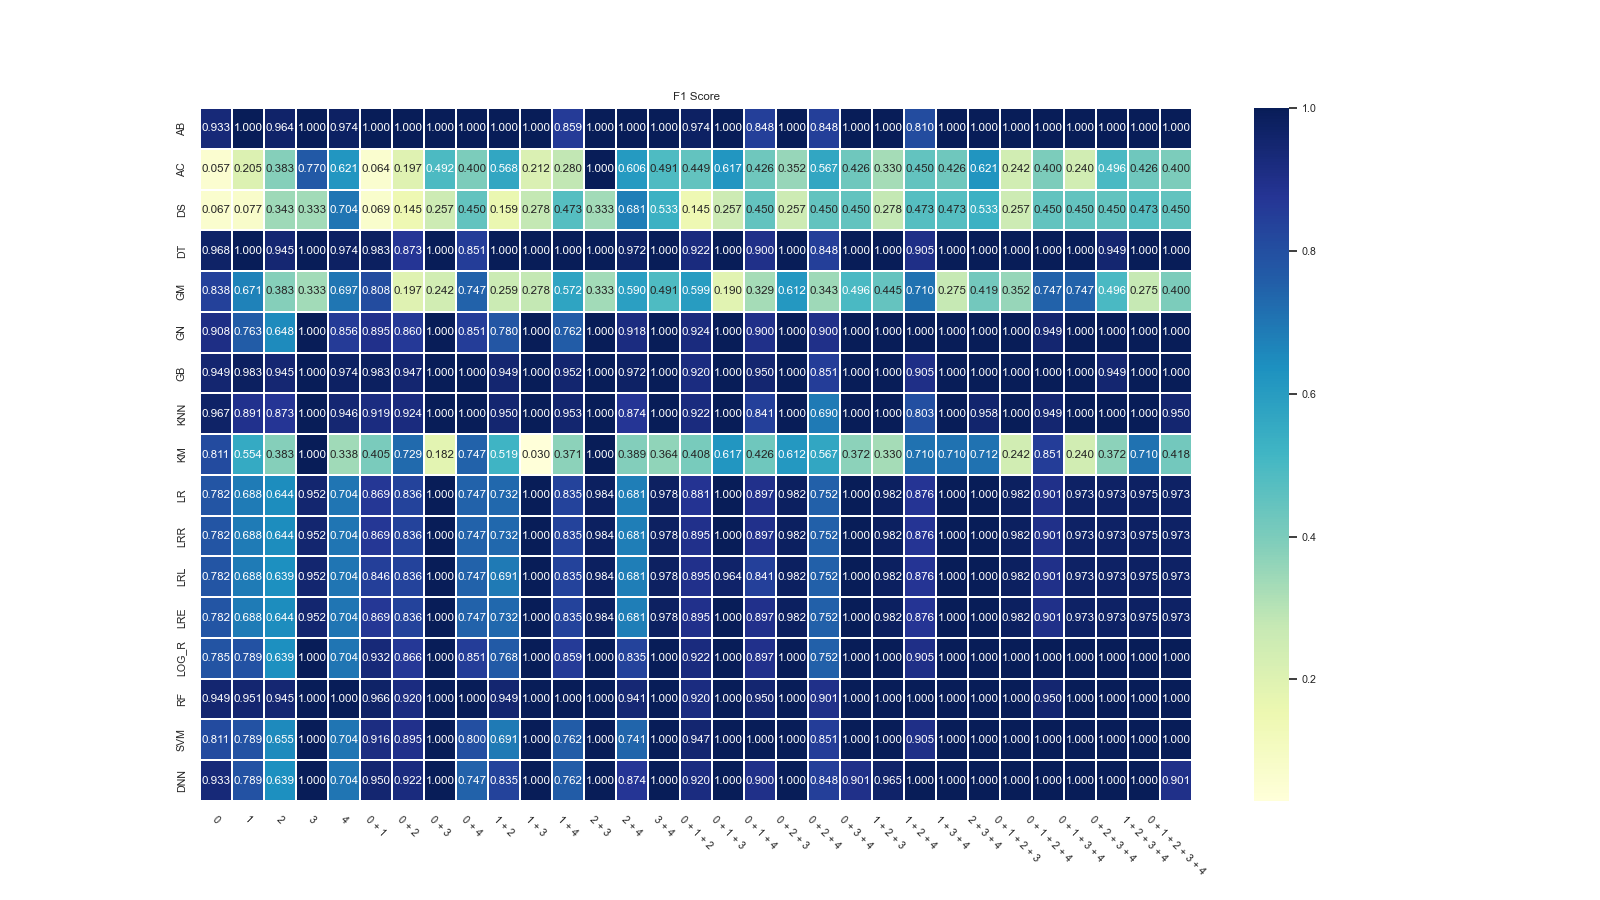 F1 Score
AB 0.933 1.000 0.964 1.000 0.974 1.000 1.000 1.000 1.000 1.000 1.000 0.859 1.000 1.000 1.000 0.974 1.000 0.848 1.000 0.848 1.000 1.000 0.810 1.000 1.000 1.000 1.000 1.000 1.000 1.000 1.000
AC 0.057 0.205 0.383 0.770 0.621 0.064 0.197 0.492 0.400 0.568 0.212 0.280 1.000 0.606 0.491 0.449 0.617 0.426 0.352 0.567 0.426 0.330 0.450 0.426 0.621 0.242 0.400 0.240 0.496 0.426 0.400
DS 0.067 0.077 0.343 0.333 0.704 0.069 0.145 0.257 0.450 0.159 0.278 0.473 0.333 0.681 0.533 0.145 0.257 0.450 0.257 0.450 0.450 0.278 0.473 0.473 0.533 0.257 0.450 0.450 0.450 0.473 0.450
DT 0.968 1.000 0.945 1.000 0.974 0.983 0.873 1.000 0.851 1.000 1.000 1.000 1.000 0.972 1.000 0.922 1.000 0.900 1.000 0.848 1.000 1.000 0.905 1.000 1.000 1.000 1.000 1.000 0.949 1.000 1.000
GM 0.838 0.671 0.383 0.333 0.697 0.808 0.197 0.242 0.747 0.259 0.278 0.572 0.333 0.590 0.491 0.599 0.190 0.329 0.612 0.343 0.496 0.445 0.710 0.275 0.419 0.352 0.747 0.747 0.496 0.275 0.400
GN 0.908 0.763 0.648 1.000 0.856 0.895 0.860 1.000 0.851 0.780 1.000 0.762 1.000 0.918 1.000 0.924 1.000 0.900 1.000 0.900 1.000 1.000 1.000 1.000 1.000 1.000 0.949 1.000 1.000 1.000 1.000
GB 0.949 0.983 0.945 1.000 0.974 0.983 0.947 1.000 1.000 0.949 1.000 0.952 1.000 0.972 1.000 0.920 1.000 0.950 1.000 0.851 1.000 1.000 0.905 1.000 1.000 1.000 1.000 1.000 0.949 1.000 1.000
KNN 0.967 0.891 0.873 1.000 0.946 0.919 0.924 1.000 1.000 0.950 1.000 0.953 1.000 0.874 1.000 0.922 1.000 0.841 1.000 0.690 1.000 1.000 0.803 1.000 0.958 1.000 0.949 1.000 1.000 1.000 0.950
KM 0.811 0.554 0.383 1.000 0.338 0.405 0.729 0.182 0.747 0.519 0.030 0.371 1.000 0.389 0.364 0.408 0.617 0.426 0.612 0.567 0.372 0.330 0.710 0.710 0.712 0.242 0.851 0.240 0.372 0.710 0.418
LR 0.782 0.688 0.644 0.952 0.704 0.869 0.836 1.000 0.747 0.732 1.000 0.835 0.984 0.681 0.978 0.881 1.000 0.897 0.982 0.752 1.000 0.982 0.876 1.000 1.000 0.982 0.901 0.973 0.973 0.975 0.973
LRR 0.782 0.688 0.644 0.952 0.704 0.869 0.836 1.000 0.747 0.732 1.000 0.835 0.984 0.681 0.978 0.895 1.000 0.897 0.982 0.752 1.000 0.982 0.876 1.000 1.000 0.982 0.901 0.973 0.973 0.975 0.973
LRL 0.782 0.688 0.639 0.952 0.704 0.846 0.836 1.000 0.747 0.691 1.000 0.835 0.984 0.681 0.978 0.895 0.964 0.841 0.982 0.752 1.000 0.982 0.876 1.000 1.000 0.982 0.901 0.973 0.973 0.975 0.973
LRE 0.782 0.688 0.644 0.952 0.704 0.869 0.836 1.000 0.747 0.732 1.000 0.835 0.984 0.681 0.978 0.895 1.000 0.897 0.982 0.752 1.000 0.982 0.876 1.000 1.000 0.982 0.901 0.973 0.973 0.975 0.973
LOG_R 0.785 0.789 0.639 1.000 0.704 0.932 0.866 1.000 0.851 0.768 1.000 0.859 1.000 0.835 1.000 0.922 1.000 0.897 1.000 0.752 1.000 1.000 0.905 1.000 1.000 1.000 1.000 1.000 1.000 1.000 1.000
RF 0.949 0.951 0.945 1.000 1.000 0.966 0.920 1.000 1.000 0.949 1.000 1.000 1.000 0.941 1.000 0.920 1.000 0.950 1.000 0.901 1.000 1.000 1.000 1.000 1.000 1.000 0.950 1.000 1.000 1.000 1.000
SVM 0.811 0.789 0.655 1.000 0.704 0.916 0.895 1.000 0.800 0.691 1.000 0.762 1.000 0.741 1.000 0.947 1.000 1.000 1.000 0.851 1.000 1.000 0.905 1.000 1.000 1.000 1.000 1.000 1.000 1.000 1.000
DNN 0.933 0.789 0.639 1.000 0.704 0.950 0.922 1.000 0.747 0.835 1.000 0.762 1.000 0.874 1.000 0.920 1.000 0.900 1.000 0.848 0.901 0.965 1.000 1.000 1.000 1.000 1.000 1.000 1.000 1.000 0.901
0
1
2
3
4
0 + 1
0 + 2
0 + 3
0 + 4
1 + 2
1 + 3
1 + 4
2 + 3
2 + 4
3 + 4
0 + 1 + 2
0 + 1 + 3
0 + 1 + 4
0 + 2 + 3
0 + 2 + 4
0 + 3 + 4
1 + 2 + 3
1 + 2 + 4
1 + 3 + 4
2 + 3 + 4
0 + 1 + 2 + 3
0 + 1 + 2 + 4
0 + 1 + 3 + 4
0 + 2 + 3 + 4
1 + 2 + 3 + 4
0 + 1 + 2 + 3 + 4
1.0
0.8
0.6
0.4
0.2